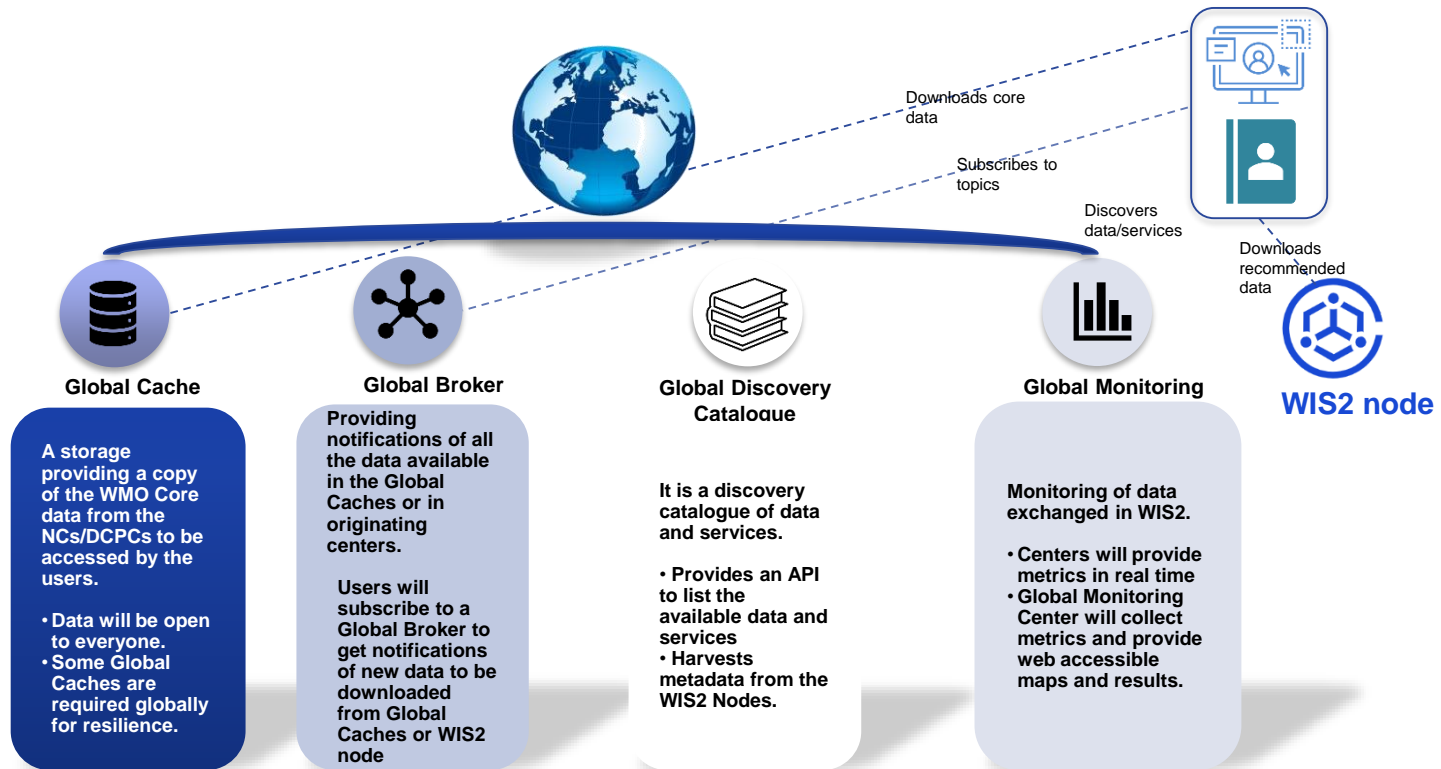 Downloads core
data
Subscribes to
topics
Discovers
data/services
Downloads
recommended
data
WIS2 node
Global Cache
Global Broker
Global Discovery
Catalogue
Global Monitoring
A storage
providing a copy
of the WMO Core
data from the
NCs/DCPCs to be
accessed by the
users.
• Data will be open
to everyone.
• Some Global
Caches are
required globally
for resilience.
Providing
notifications of all
the data available
in the Global
Caches or in
originating
centers.
Users will
subscribe to a
Global Broker to
get notifications
of new data to be
downloaded
from Global
Caches or WIS2
node
It is a discovery
catalogue of data
and services.
• Provides an API
to list the
available data and
services
• Harvests
metadata from the
WIS2 Nodes.
Monitoring of data
exchanged in WIS2.
• Centers will provide
metrics in real time
• Global Monitoring
Center will collect
metrics and provide
web accessible
maps and results.